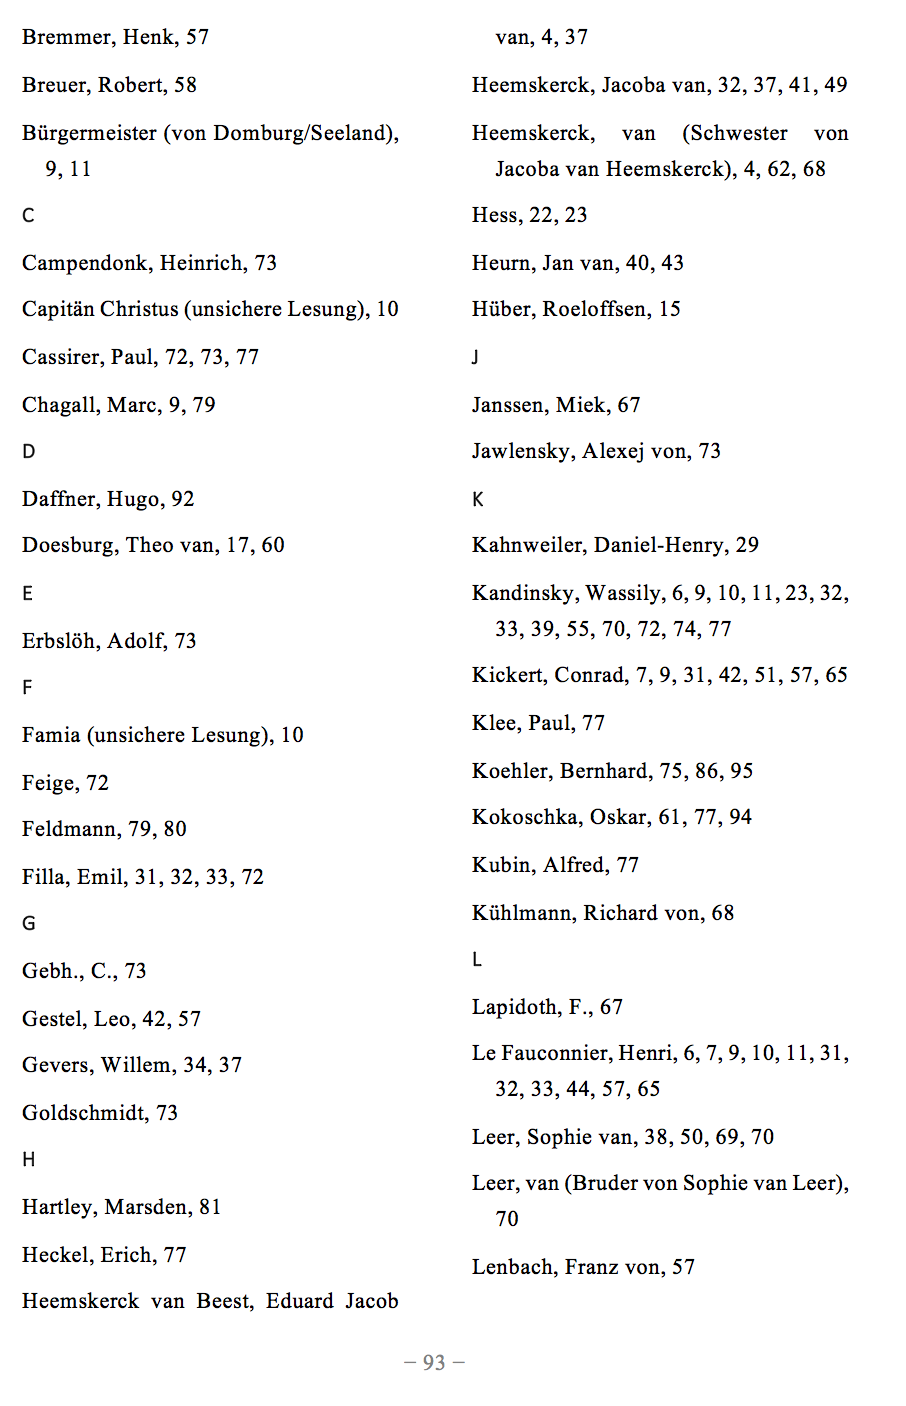 Bremmer, Henk, 57
Breuer, Robert, 58
Bürgermeister (von Domburg/Seeland),
9, 11
C
Campendonk, Heinrich, 73
Capitän Christus (unsichere Lesung), 10
Cassirer, Paul, 72, 73, 77
Chagall, Marc, 9, 79
D
Daffner, Hugo, 92
Doesburg, Theo van, 17, 60
E
Erbslöh, Adolf, 73
F
Famia (unsichere Lesung), 10
Feige, 72
Feldmann, 79, 80
Filla, Emil, 31, 32, 33, 72
G
Gebh., C., 73
Gestel, Leo, 42, 57
Gevers, Willem, 34, 37
Goldschmidt, 73
H
Hartley, Marsden, 81
Heckel, Erich, 77
Heemskerck van Beest, Eduard Jacob
van, 4, 37
Heemskerck, Jacoba van, 32, 37, 41, 49
Heemskerck, van (Schwester von
Jacoba van Heemskerck), 4, 62, 68
Hess, 22, 23
Heurn, Jan van, 40, 43
Hüber, Roeloffsen, 15
J
Janssen, Miek, 67
Jawlensky, Alexej von, 73
K
Kahnweiler, Daniel-Henry, 29
Kandinsky, Wassily, 6, 9, 10, 11, 23, 32,
33, 39, 55, 70, 72, 74, 77
Kickert, Conrad, 7, 9, 31, 42, 51, 57, 65
Klee, Paul, 77
Koehler, Bernhard, 75, 86, 95
Kokoschka, Oskar, 61, 77, 94
Kubin, Alfred, 77
Kühlmann, Richard von, 68
L
Lapidoth, F., 67
Le Fauconnier, Henri, 6, 7, 9, 10, 11, 31,
32, 33, 44, 57, 65
Leer, Sophie van, 38, 50, 69, 70
Leer, van (Bruder von Sophie van Leer),
70
Lenbach, Franz von, 57
– 93 –